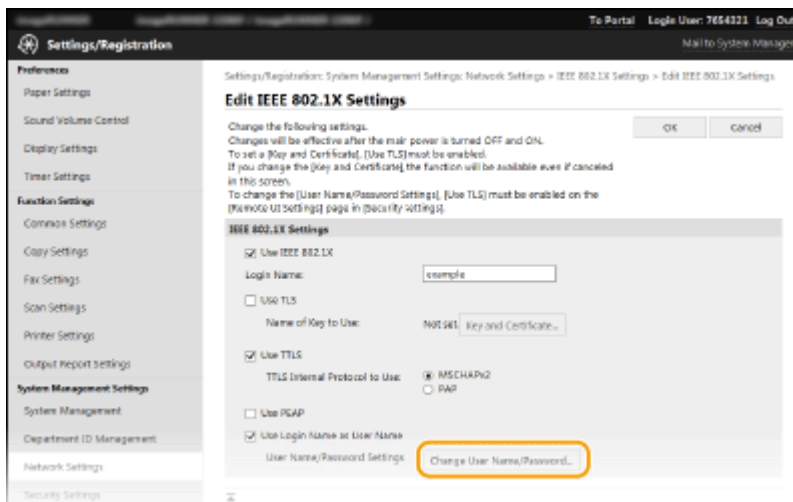 To Portal Login User: 7654321 Log Out
Settings/Registration
Mail to System Manager
Preferences
Paper Settings
Sound Volume Control
Display Settings
Timer Settings
Function Settings
Common Settings
Copy Settings
Fax Settings
Scan Settings
Printer Settings
Output Report Settings
System Management Settings
System Management
Department ID Management
Network Settings
Security Settings
Settings/Registration: System Management Settings: Network Settings > IEEE 802.1X Settings > Edit IEEE 802.1X Settings
Edit IEEE 802.1X Settings
OK Cancel
Change the following settings.
Changes will be effective after the main power is turned OFF and ON.
To set a [Key and Certificate], [Use TLS] must be enabled.
If you change the [Key and Certificate], the function will be available even if canceled
in this screen.
To change the [User Name/Password Settings], [Use TLS] must be enabled on the
[Remote UI Settings] page in [Security Settings].
IEEE 802.1X Settings
Use IEEE 802.1X
Login Name: example
Use TLS
Name of Key to Use: Not set Key and Certificate...
Use TTLS
TTLS Internal Protocol to Use: MSCHAPv2
PAP
Use PEAP
Use Login Name as User Name
User Name/Password Settings Change User Name/Password...